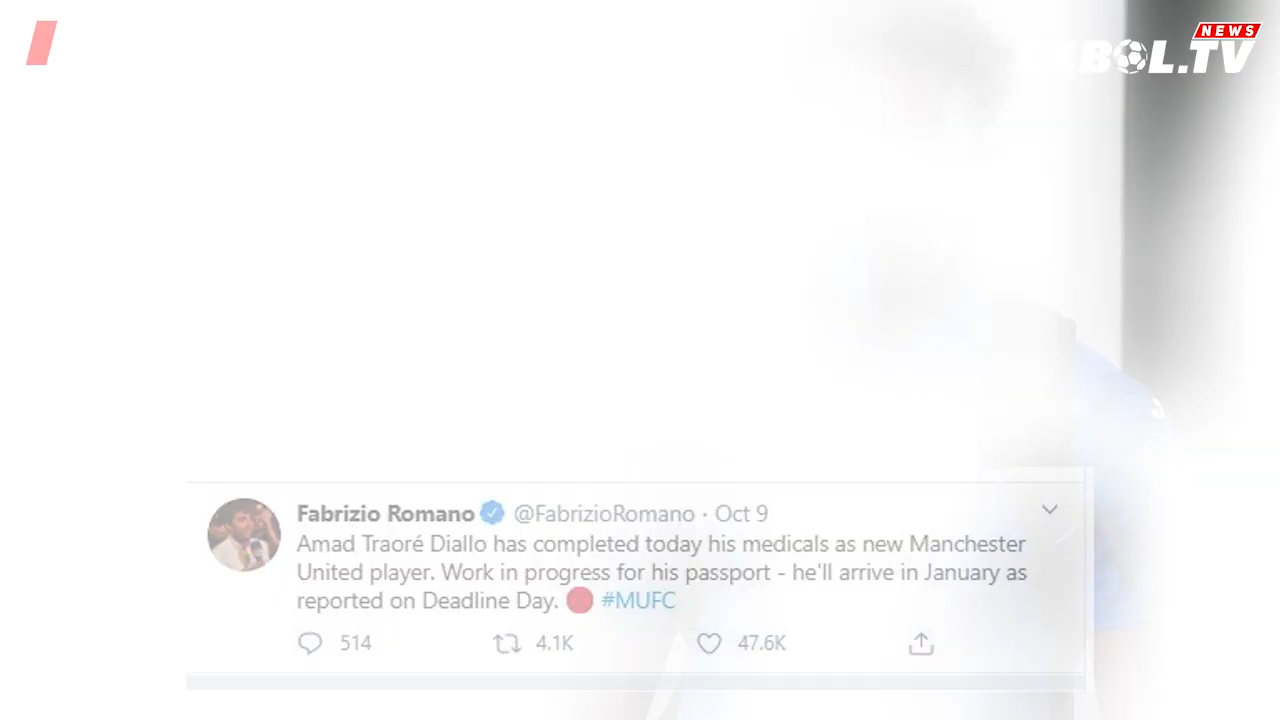 NEWS
BOL.TV
Fabrizio Romano @FabrizioRomano · Oct 9
Amad Traoré Diallo has completed today his medicals as new Manchester
United player. Work in progress for his passport - he'll arrive in January as
reported on Deadline Day. 🔴 #MUFC
514 4.1K 47.6K